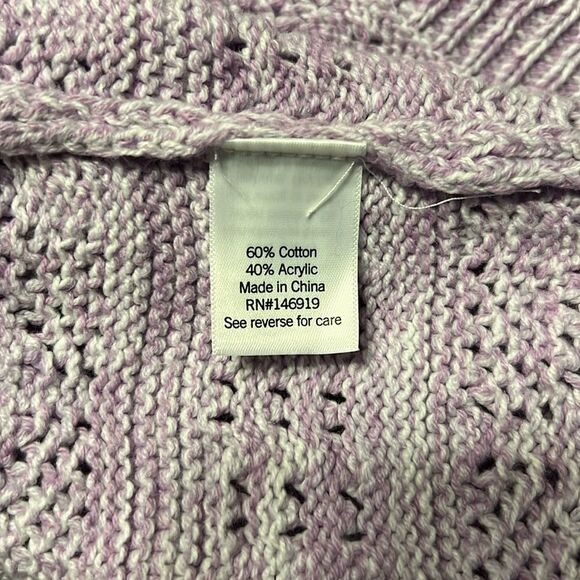 60% Cotton
40% Acrylic
Made in China
RN#146919
See reverse for care